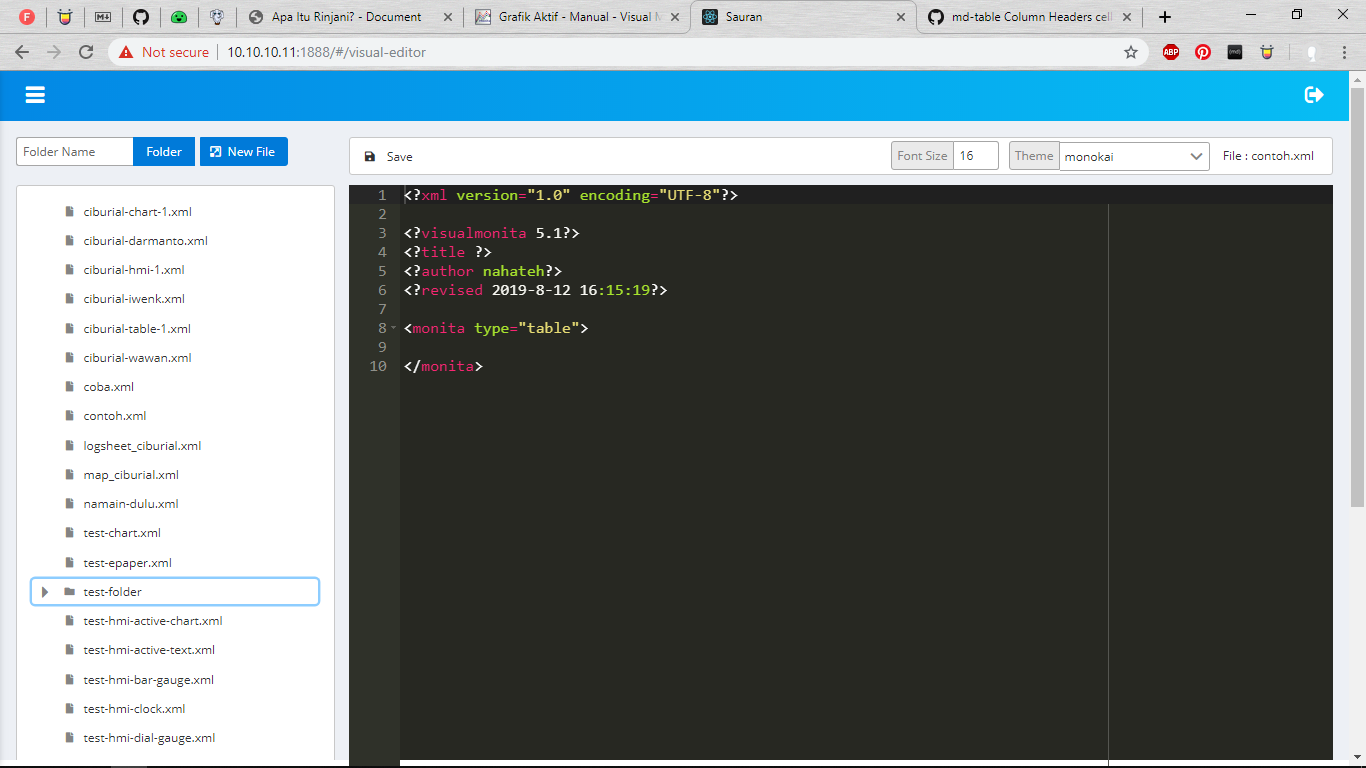 Apa Itu Rinjani? - Document
Grafik Aktif - Manual - Visual M
Sauran
md-table Column Headers cell
Not secure
10.10.10.11:1888/#/visual-editor
ABP
Folder Name
Folder
New File
Save
Font Size
16
Theme
monokai
File : contoh.xml
ciburial-chart-1.xml
ciburial-darmanto.xml
ciburial-hmi-1.xml
ciburial-iwenk.xml
ciburial-table-1.xml
ciburial-wawan.xml
coba.xml
contoh.xml
logsheet_ciburial.xml
map_ciburial.xml
namain-dulu.xml
test-chart.xml
test-epaper.xml
test-folder
test-hmi-active-chart.xml
test-hmi-active-text.xml
test-hmi-bar-gauge.xml
test-hmi-clock.xml
test-hmi-dial-gauge.xml
1 <?xml version="1.0" encoding="UTF-8"?>
2
3 <?visualmonita 5.1?>
4 <?title ?>
5 <?author nahateh?>
6 <?revised 2019-8-12 16:15:19?>
7
8 <monita type="table">
9
10 </monita>